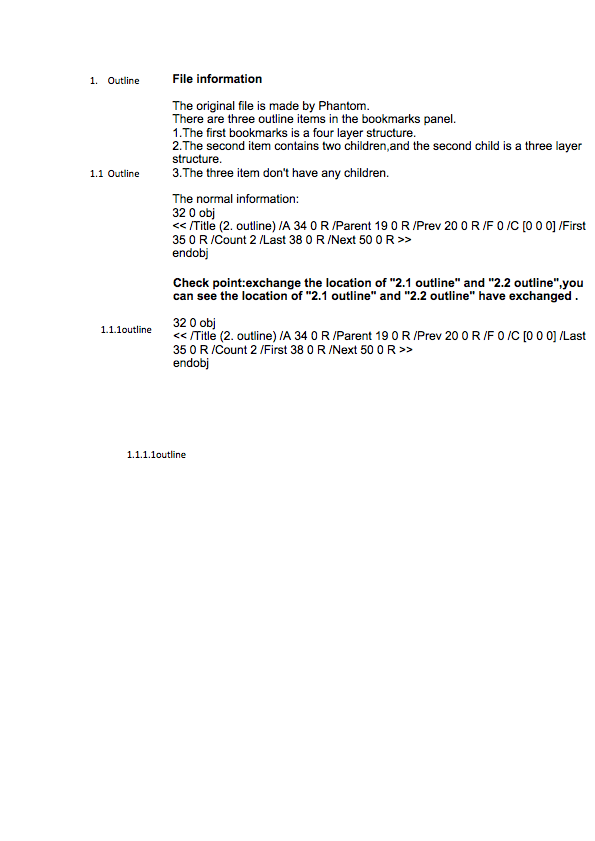 1. Outline
File information
The original file is made by Phantom.
There are three outline items in the bookmarks panel.
1.The first bookmarks is a four layer structure.
2.The second item contains two children,and the second child is a three layer
structure.
1.1 Outline
3.The three item don't have any children.
The normal information:
32 0 obj
<< /Title (2. outline) /A 34 0 R /Parent 19 0 R /Prev 20 0 R /F 0 /C [0 0 0] /First
35 0 R /Count 2 /Last 38 0 R /Next 50 0 R >>
endobj
Check point:exchange the location of "2.1 outline" and "2.2 outline",you
can see the location of "2.1 outline" and "2.2 outline" have exchanged .
1.1.1outline
32 0 obj
<< /Title (2. outline) /A 34 0 R /Parent 19 0 R /Prev 20 0 R /F 0 /C [0 0 0] /Last
35 0 R /Count 2 /First 38 0 R /Next 50 0 R >>
endobj
1.1.1.1outline